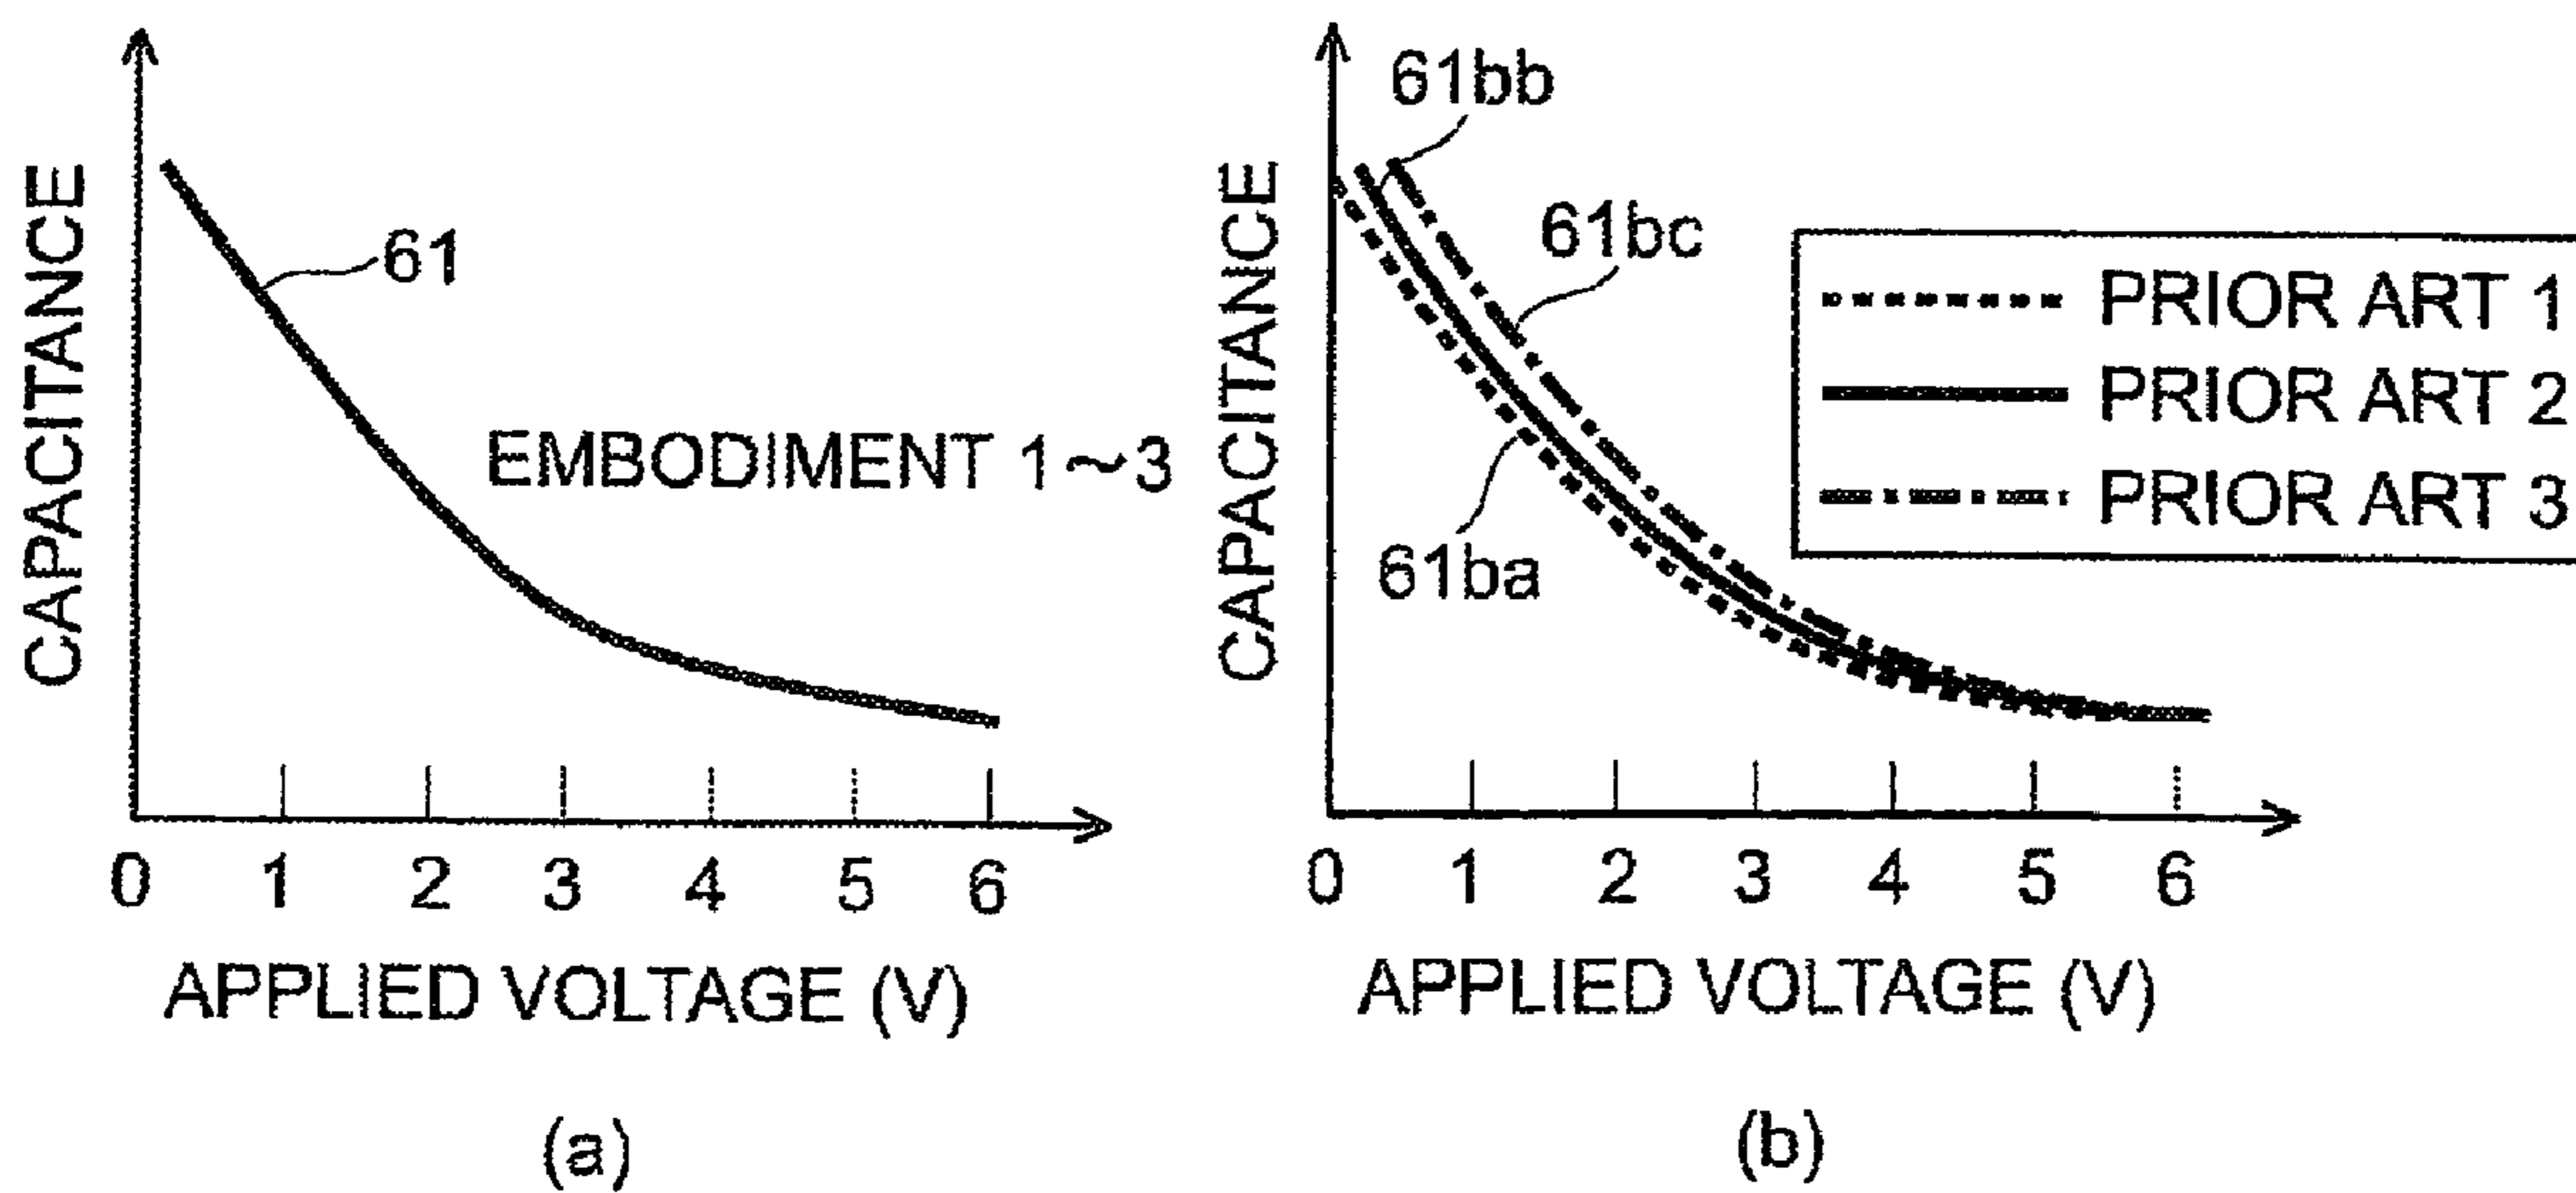 CAPACITANCE
61
EMBODIMENT 1~3
0 1 2 3 4 5 6
APPLIED VOLTAGE (V)
(a)
CAPACITANCE
61bb
61bc
61ba
PRIOR ART 1
PRIOR ART 2
PRIOR ART 3
0 1 2 3 4 5 6
APPLIED VOLTAGE (V)
(b)